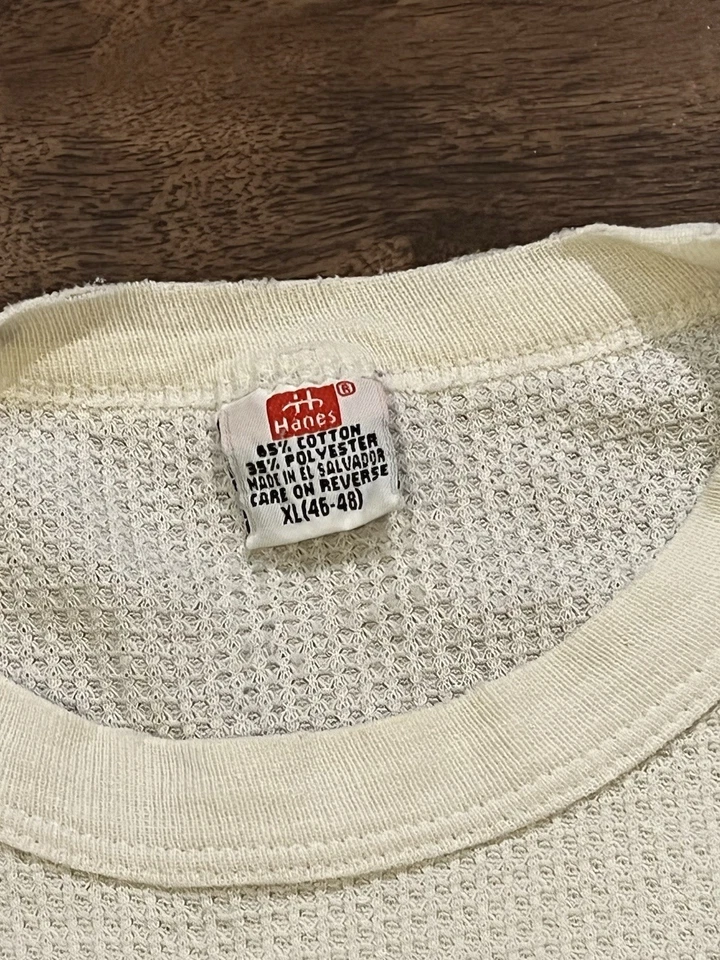 ®
Hanes
65% COTTON
35% POLYESTER
MADE IN EL SALVADOR
CARE ON REVERSE
XL(46-48)